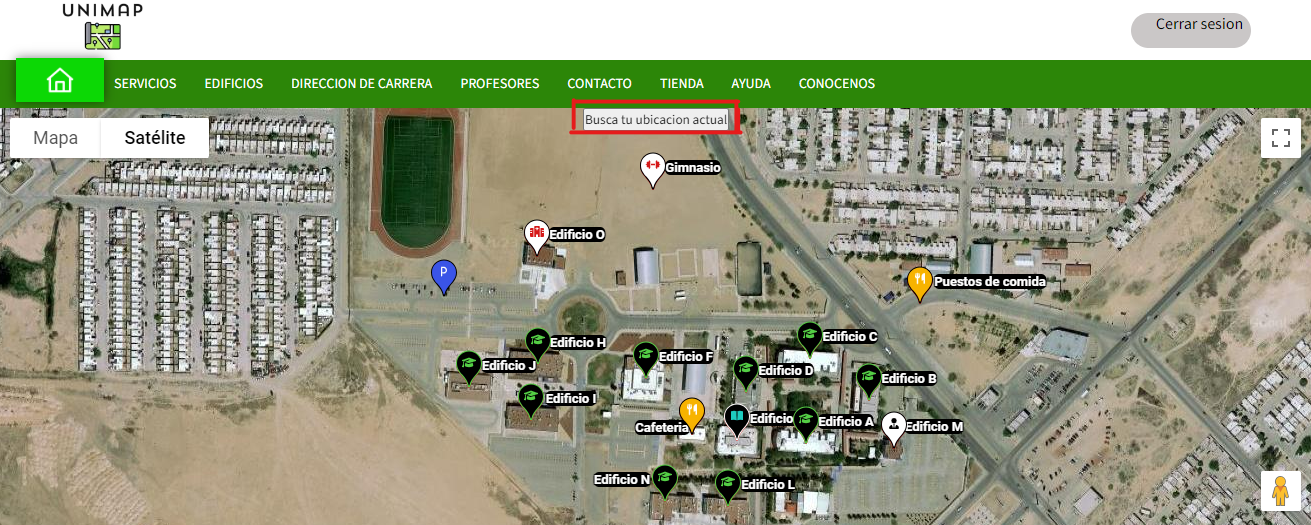 UNIMAP
Cerrar sesion
SERVICIOS EDIFICIOS DIRECCION DE CARRERA PROFESORES CONTACTO TIENDA AYUDA CONOCENOS
Busca tu ubicacion actual
Mapa Satélite
Gimnasio
Edificio O
P
Puestos de comida
Edificio C
Edificio H
Edificio F
Edificio J
Edificio D
Edificio B
Edificio I
Edificio
Edificio A
Cafeteria
Edificio M
Edificio N
Edificio L